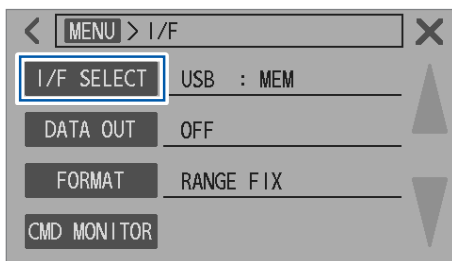 MENU > I/F
I/F SELECT USB : MEM
DATA OUT OFF
FORMAT RANGE FIX
CMD MONITOR